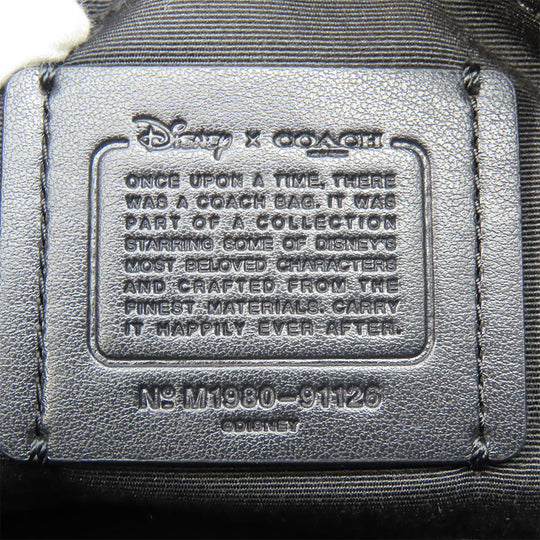 Disney x COACH
ONCE UPON A TIME, THERE
WAS A COACH BAG. IT WAS
PART OF A COLLECTION
STARRING SOME OF DISNEY'S
MOST BELOVED CHARACTERS
AND CRAFTED FROM THE
FINEST MATERIALS. CARRY
IT HAPPILY EVER AFTER.
No M1980-91126
©DISNEY